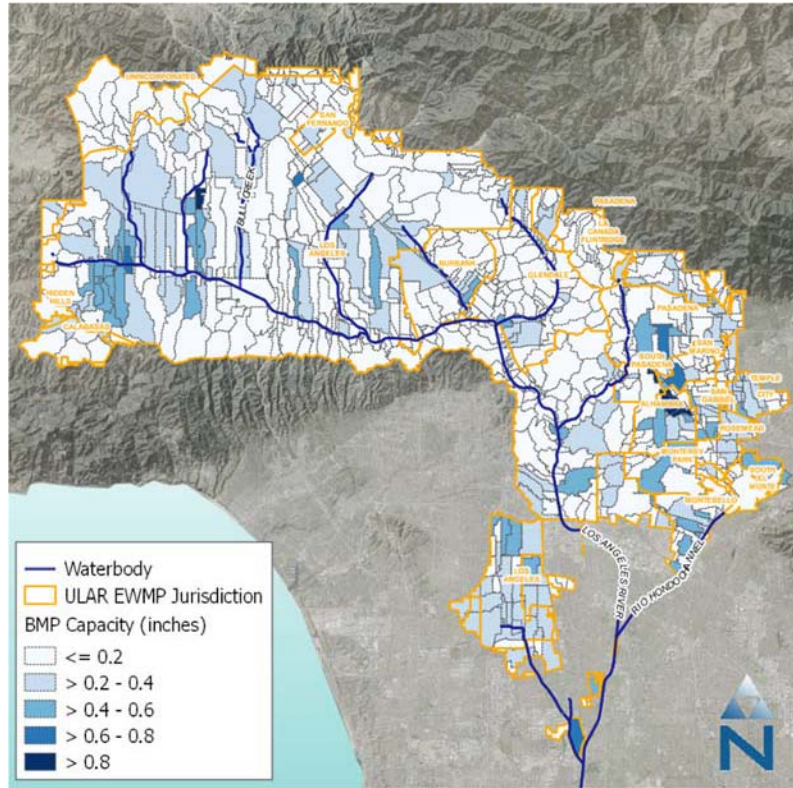 UNINCORPORATED
SAN
FERNANDO
BULL CREEK
PASADENA
LA
CANADA
FLINTRIDGE
LOS
ANGELES
BURBANK
GLENDALE
HIDDEN
HILLS
CALABASAS
PASADENA
SAN
MARINO
SOUTH
PASADENA
SAN
GABRIEL
TEMPLE
CITY
ALHAMBRA
ROSEMEAD
MONTEREY
PARK
SOUTH
EL
MONTE
MONTEBELLO
LOS ANGELES RIVER
RIO HONDO CHANNEL
LOS
ANGELES
Waterbody
ULAR EWMP Jurisdiction
BMP Capacity (inches)
<= 0.2
> 0.2 - 0.4
> 0.4 - 0.6
> 0.6 - 0.8
> 0.8
N